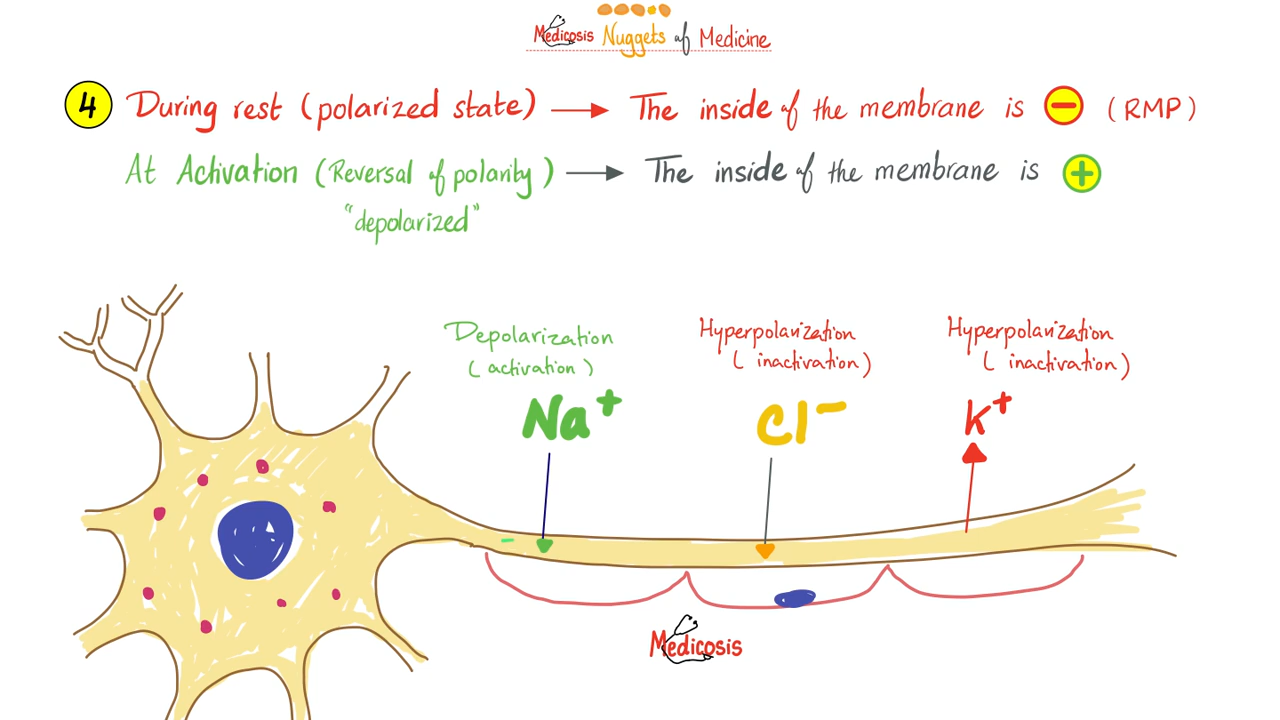 Medicosis Nuggets of Medicine
4 During rest (polarized state) → The inside of the membrane is − (RMP)
At Activation (Reversal of polarity) → The inside of the membrane is +
"depolarized"
Depolarization
(activation)
Na+
Hyperpolarization
(inactivation)
Cl−
Hyperpolarization
(inactivation)
K+
Medicosis